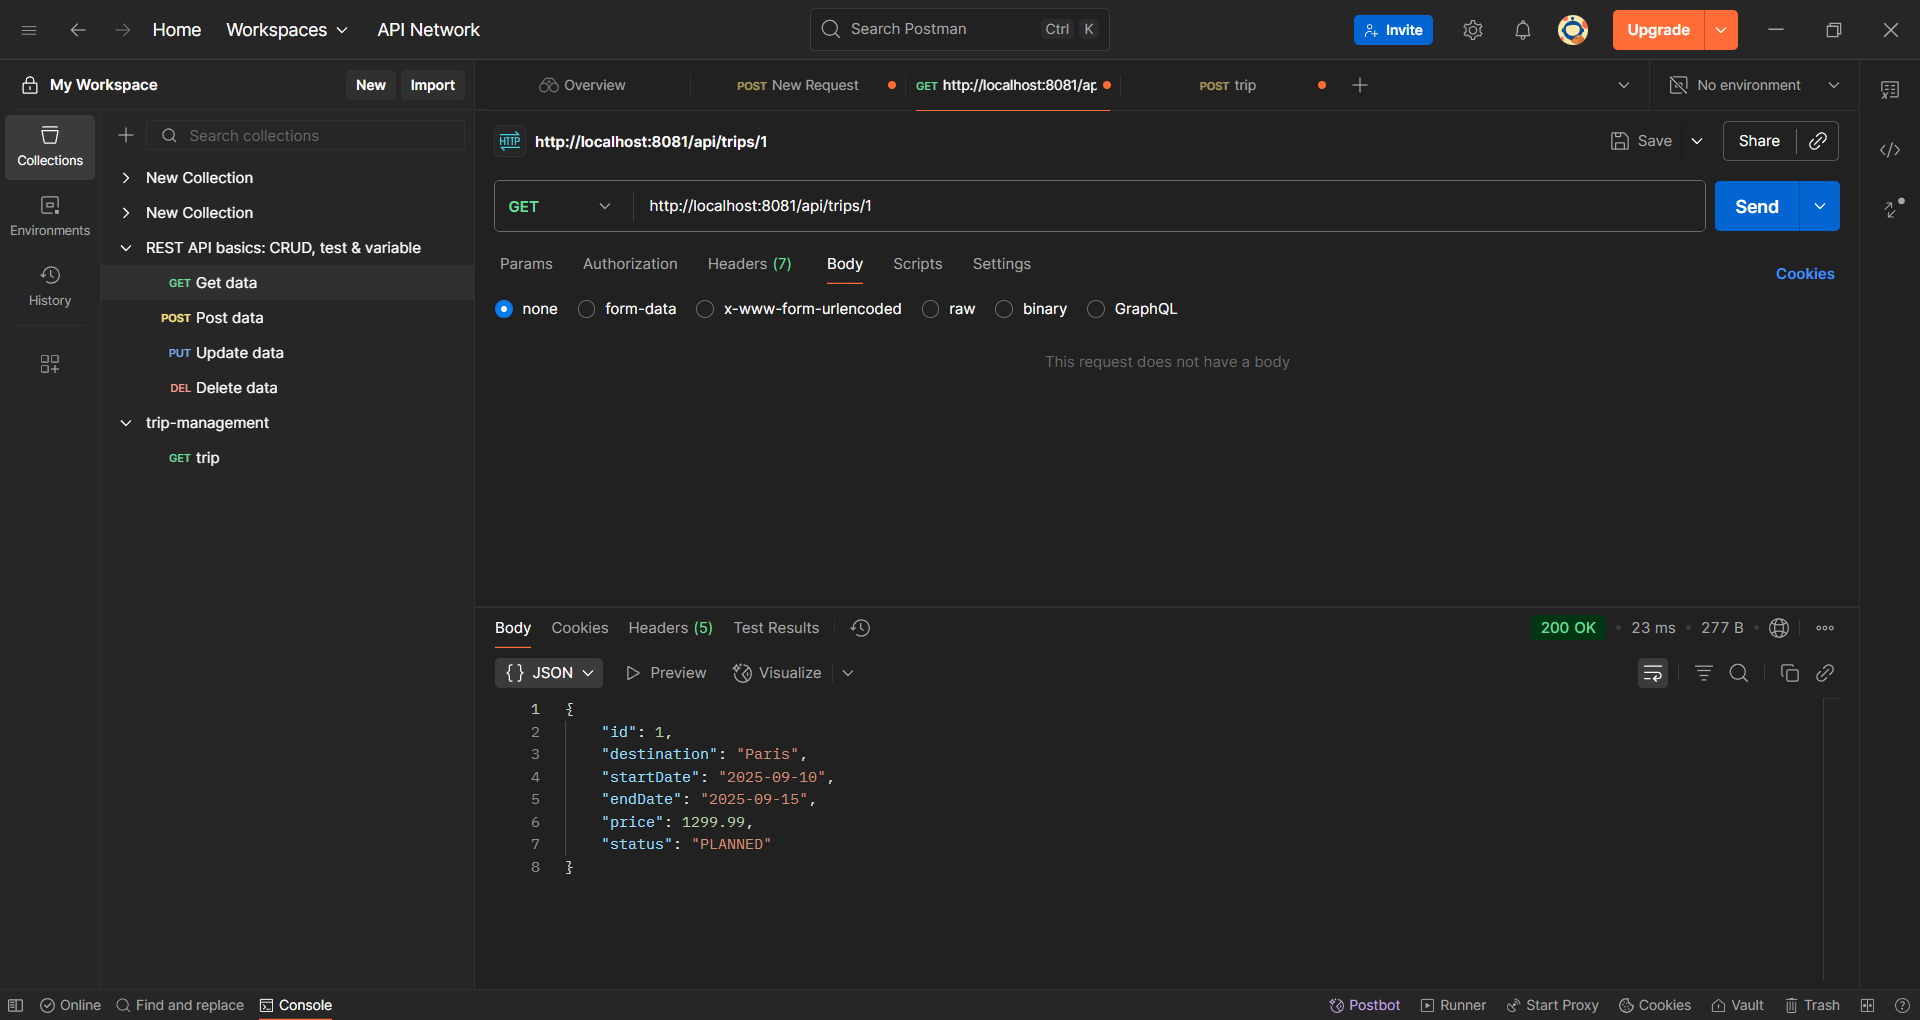 Home Workspaces API Network Search Postman Ctrl K Invite Upgrade
My Workspace New Import Overview POST New Request GET http://localhost:8081/ap POST trip No environment
Collections
Environments
History
Search collections
New Collection
New Collection
REST API basics: CRUD, test & variable
GET Get data
POST Post data
PUT Update data
DEL Delete data
trip-management
GET trip
HTTP http://localhost:8081/api/trips/1 Save Share
GET http://localhost:8081/api/trips/1 Send
Params Authorization Headers (7) Body Scripts Settings Cookies
none form-data x-www-form-urlencoded raw binary GraphQL
This request does not have a body
Body Cookies Headers (5) Test Results 200 OK • 23 ms • 277 B
{} JSON Preview Visualize
1 {
2 "id": 1,
3 "destination": "Paris",
4 "startDate": "2025-09-10",
5 "endDate": "2025-09-15",
6 "price": 1299.99,
7 "status": "PLANNED"
8 }
Online Find and replace Console Postbot Runner Start Proxy Cookies Vault Trash